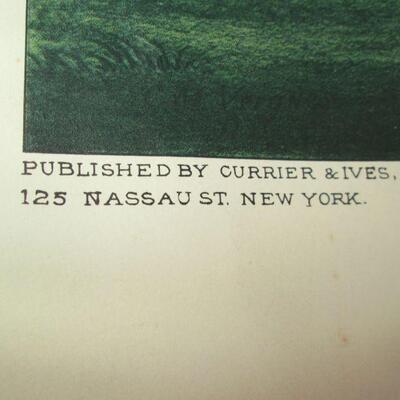 PUBLISHED BY CURRIER & IVES,
125 NASSAU ST. NEW YORK.